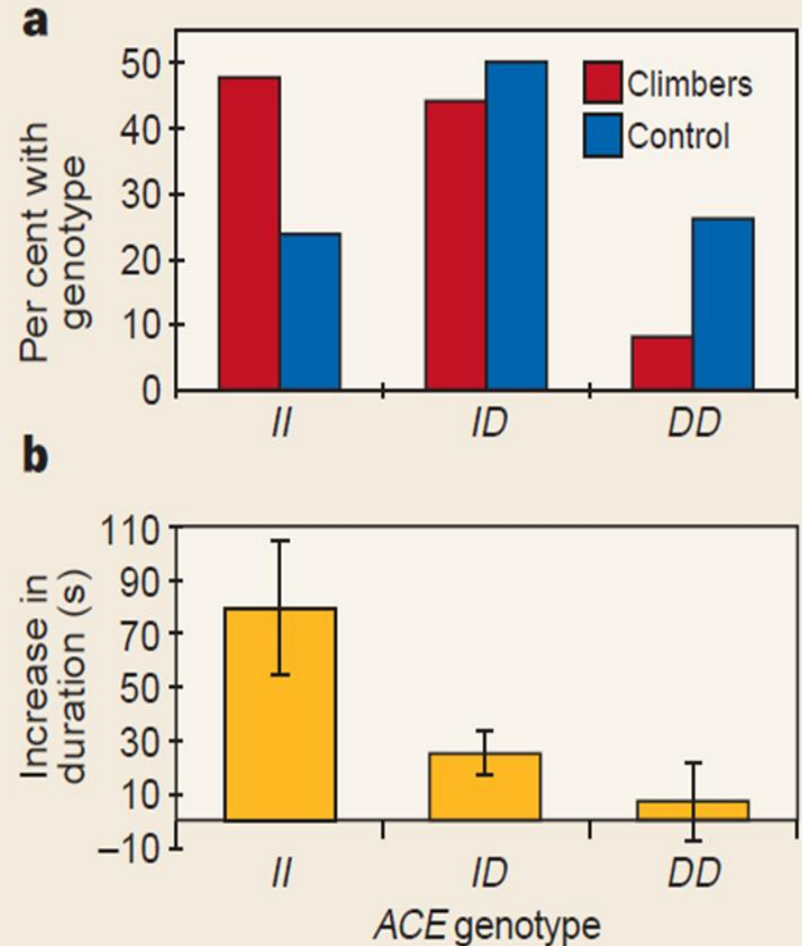 a
Per cent with
genotype
50
40
30
20
10
0
Climbers
Control
II
ID
DD
b
Increase in
duration (s)
110
90
70
50
30
10
–10
II
ID
DD
ACE genotype